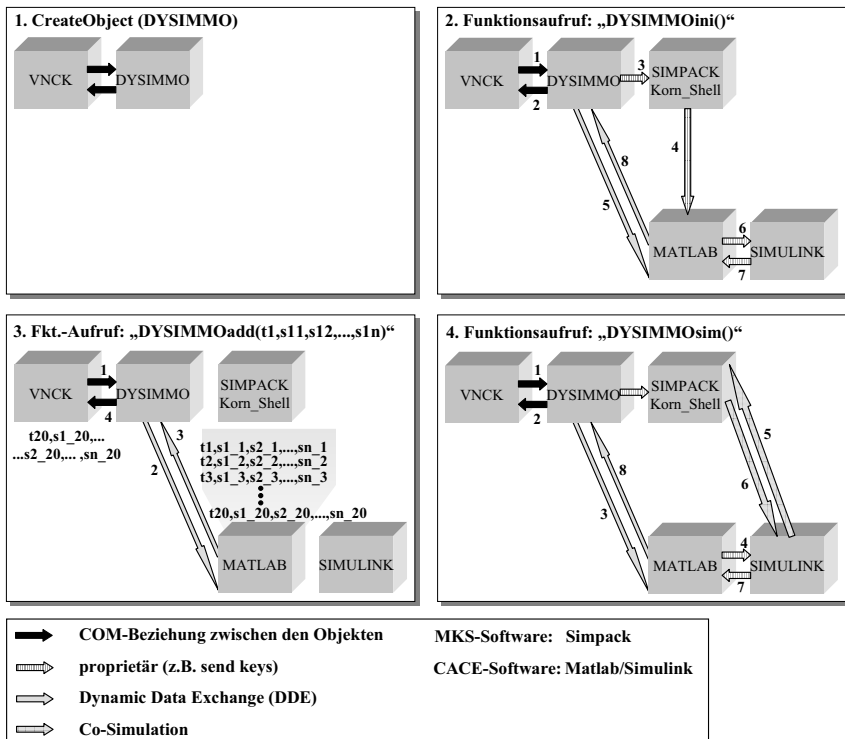 1. CreateObject (DYSIMMO)
VNCK
DYSIMMO
2. Funktionsaufruf: „DYSIMMOini()“
VNCK
1
2
DYSIMMO
3
SIMPACK
Korn_Shell
4
8
5
MATLAB
6
7
SIMULINK
3. Fkt.-Aufruf: „DYSIMMOadd(t1,s11,s12,...,s1n)“
VNCK
1
4
DYSIMMO
SIMPACK
Korn_Shell
t20,s1_20,...
...s2_20,... ,sn_20
3
2
t1,s1_1,s2_1,...,sn_1
t2,s1_2,s2_2,...,sn_2
t3,s1_3,s2_3,...,sn_3
t20,s1_20,s2_20,...,sn_20
MATLAB
SIMULINK
4. Funktionsaufruf: „DYSIMMOsim()“
VNCK
1
2
DYSIMMO
SIMPACK
Korn_Shell
5
6
8
3
MATLAB
4
7
SIMULINK
COM-Beziehung zwischen den Objekten
MKS-Software: Simpack
proprietär (z.B. send keys)
CACE-Software: Matlab/Simulink
Dynamic Data Exchange (DDE)
Co-Simulation